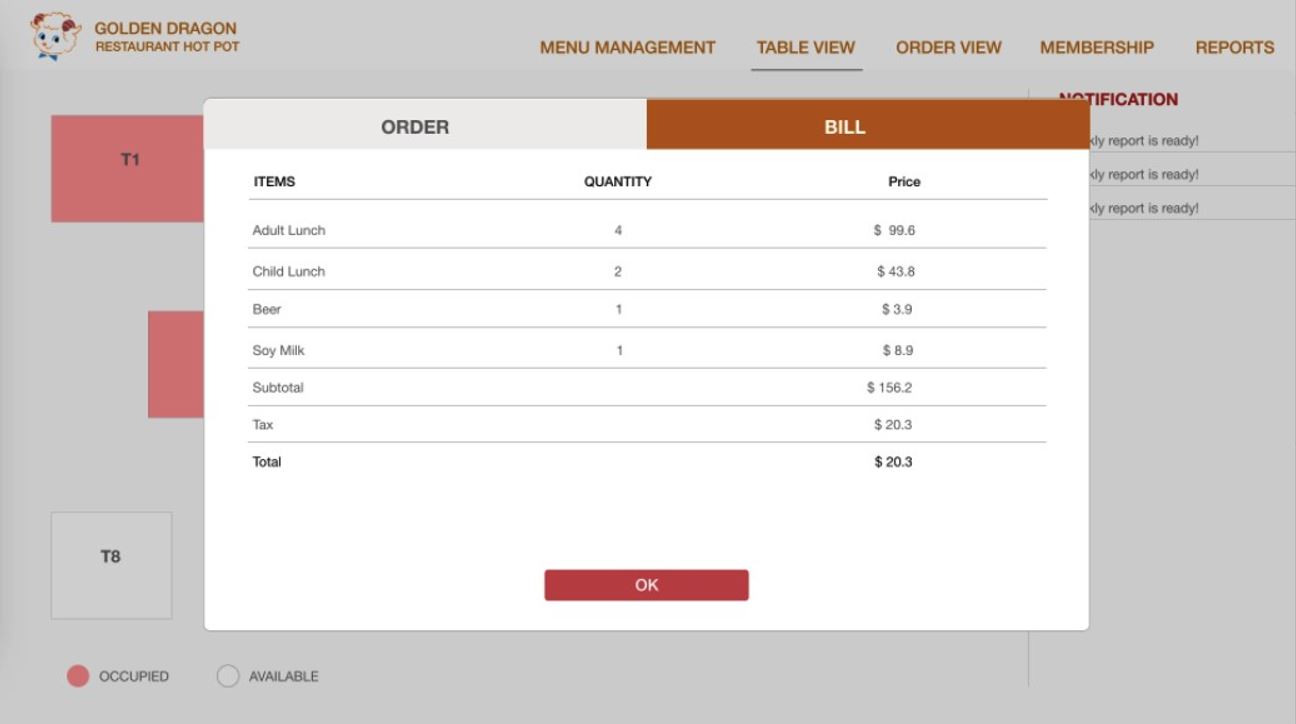 GOLDEN DRAGON
RESTAURANT HOT POT
MENU MANAGEMENT TABLE VIEW ORDER VIEW MEMBERSHIP REPORTS
NOTIFICATION
kly report is ready!
kly report is ready!
kly report is ready!
T1
ORDER BILL
ITEMS QUANTITY Price
Adult Lunch 4 $ 99.6
Child Lunch 2 $ 43.8
Beer 1 $ 3.9
Soy Milk 1 $ 8.9
Subtotal $ 156.2
Tax $ 20.3
Total $ 20.3
OK
T8
OCCUPIED AVAILABLE